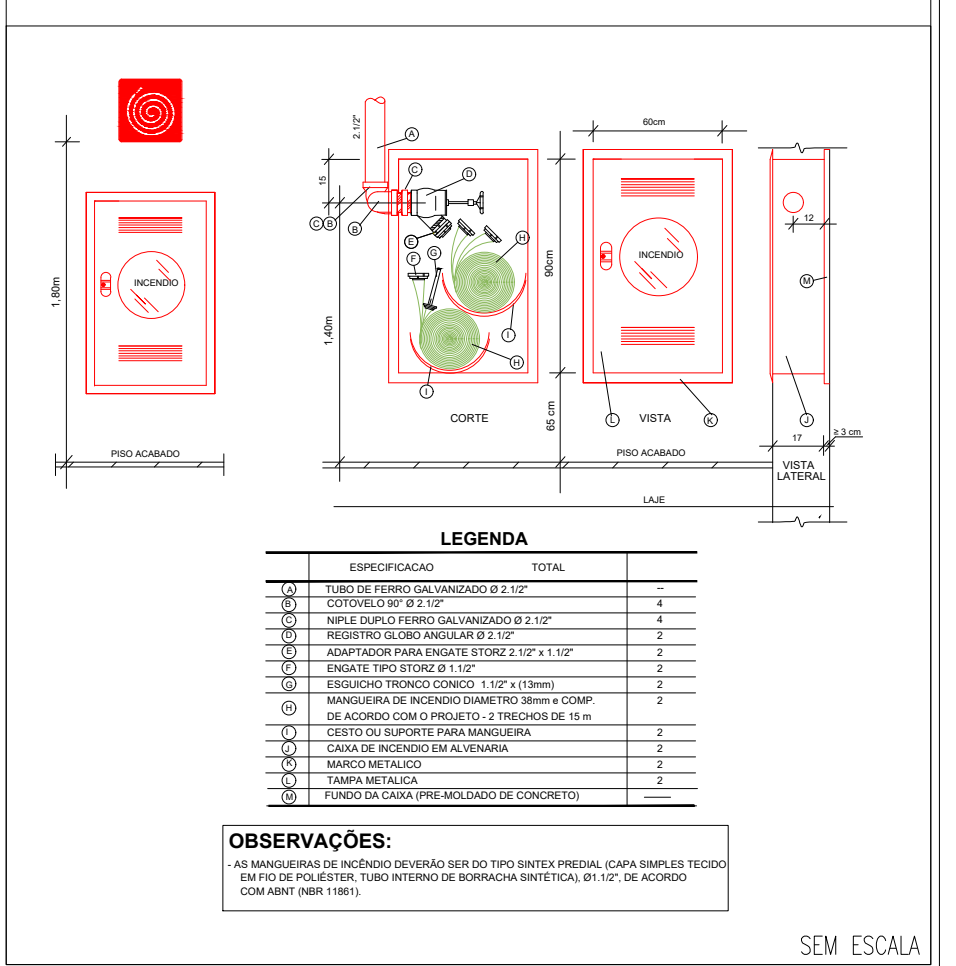 1,80m
INCENDIO
PISO ACABADO
2.1/2"
A
15
C
D
C
B
B
E
F
G
H
I
H
I
1,40m
CORTE
60cm
90cm
INCENDIO
65 cm
L
VISTA
K
PISO ACABADO
12
M
J
17
≥ 3 cm
VISTA
LATERAL
LAJE
LEGENDA
ESPECIFICACAO TOTAL
A TUBO DE FERRO GALVANIZADO Ø 2.1/2" --
B COTOVELO 90° Ø 2.1/2" 4
C NIPLE DUPLO FERRO GALVANIZADO Ø 2.1/2" 4
D REGISTRO GLOBO ANGULAR Ø 2.1/2" 2
E ADAPTADOR PARA ENGATE STORZ 2.1/2" x 1.1/2" 2
F ENGATE TIPO STORZ Ø 1.1/2" 2
G ESGUICHO TRONCO CONICO 1.1/2" x (13mm) 2
H MANGUEIRA DE INCENDIO DIAMETRO 38mm e COMP. 2
DE ACORDO COM O PROJETO - 2 TRECHOS DE 15 m
I CESTO OU SUPORTE PARA MANGUEIRA 2
J CAIXA DE INCENDIO EM ALVENARIA 2
K MARCO METALICO 2
L TAMPA METALICA 2
M FUNDO DA CAIXA (PRE-MOLDADO DE CONCRETO) ——
OBSERVAÇÕES:
- AS MANGUEIRAS DE INCÊNDIO DEVERÃO SER DO TIPO SINTEX PREDIAL (CAPA SIMPLES TECIDO
EM FIO DE POLIÉSTER, TUBO INTERNO DE BORRACHA SINTÉTICA), Ø1.1/2", DE ACORDO
COM ABNT (NBR 11861).
SEM ESCALA